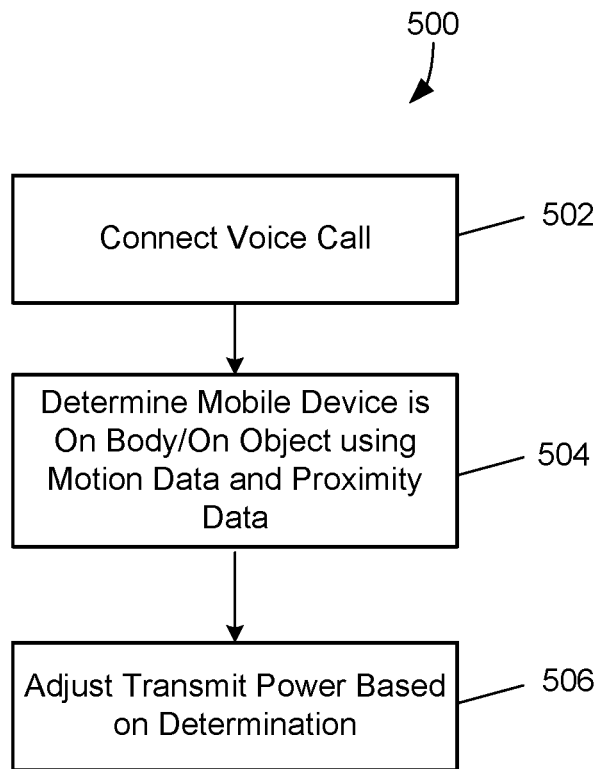 500
Connect Voice Call
502
Determine Mobile Device is
On Body/On Object using
Motion Data and Proximity
Data
504
Adjust Transmit Power Based
on Determination
506